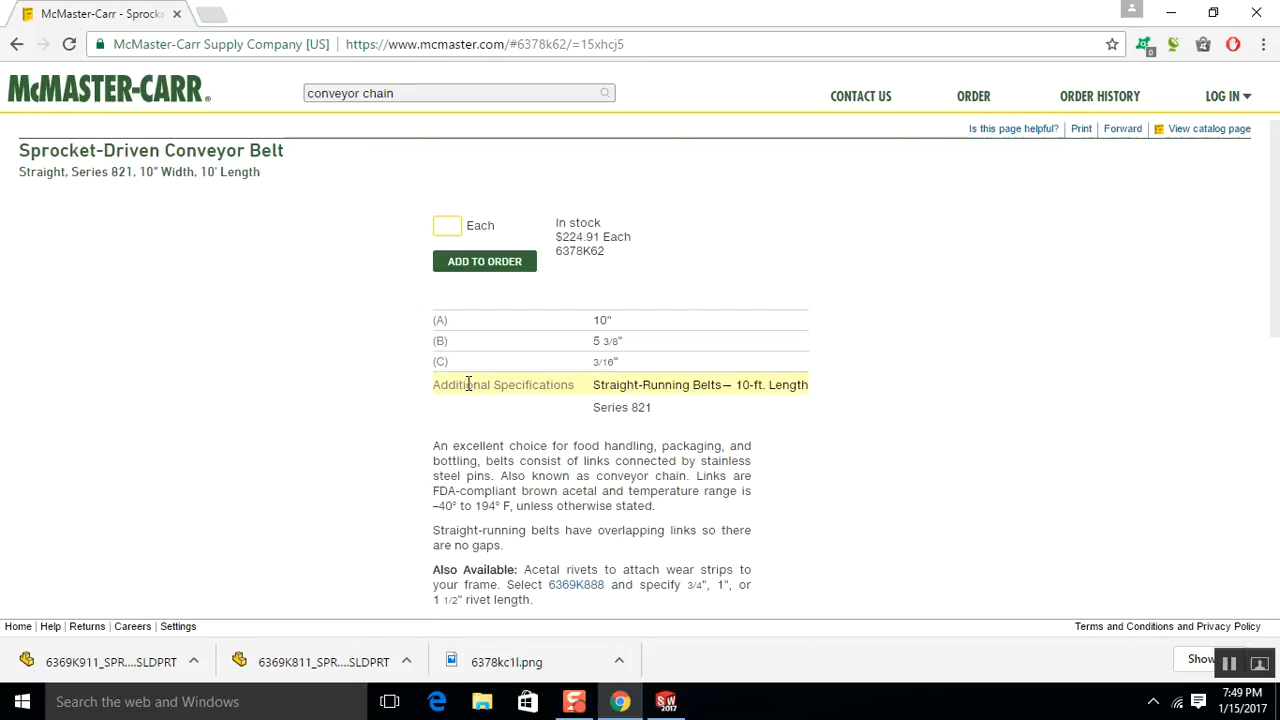 McMaster-Carr - Sprocke
McMaster-Carr Supply Company [US] https://www.mcmaster.com/#6378k62/=15xhcj5
0
McMASTER-CARR®
conveyor chain
CONTACT US ORDER ORDER HISTORY LOG IN
Is this page helpful? Print Forward View catalog page
Sprocket-Driven Conveyor Belt
Straight, Series 821, 10" Width, 10' Length
Each
In stock
$224.91 Each
6378K62
ADD TO ORDER
(A) 10"
(B) 5 3/8"
(C) 3/16"
Additional Specifications Straight-Running Belts— 10-ft. Length
Series 821
An excellent choice for food handling, packaging, and
bottling, belts consist of links connected by stainless
steel pins. Also known as conveyor chain. Links are
FDA-compliant brown acetal and temperature range is
–40° to 194° F, unless otherwise stated.
Straight-running belts have overlapping links so there
are no gaps.
Also Available: Acetal rivets to attach wear strips to
your frame. Select 6369K888 and specify 3/4", 1", or
1 1/2" rivet length.
Home | Help | Returns | Careers | Settings
Terms and Conditions and Privacy Policy
6369K911_SPR....SLDPRT
6369K811_SPR....SLDPRT
6378kc1l.png
Show
Search the web and Windows
SW
2017
7:49 PM
1/15/2017